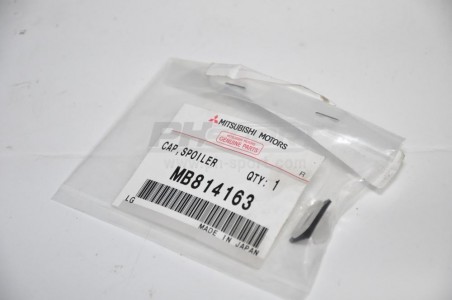 MITSUBISHI MOTORS
GENUINE PARTS
CAP, SPOILER
QTY: 1
MB814163
LG
MADE IN JAPAN